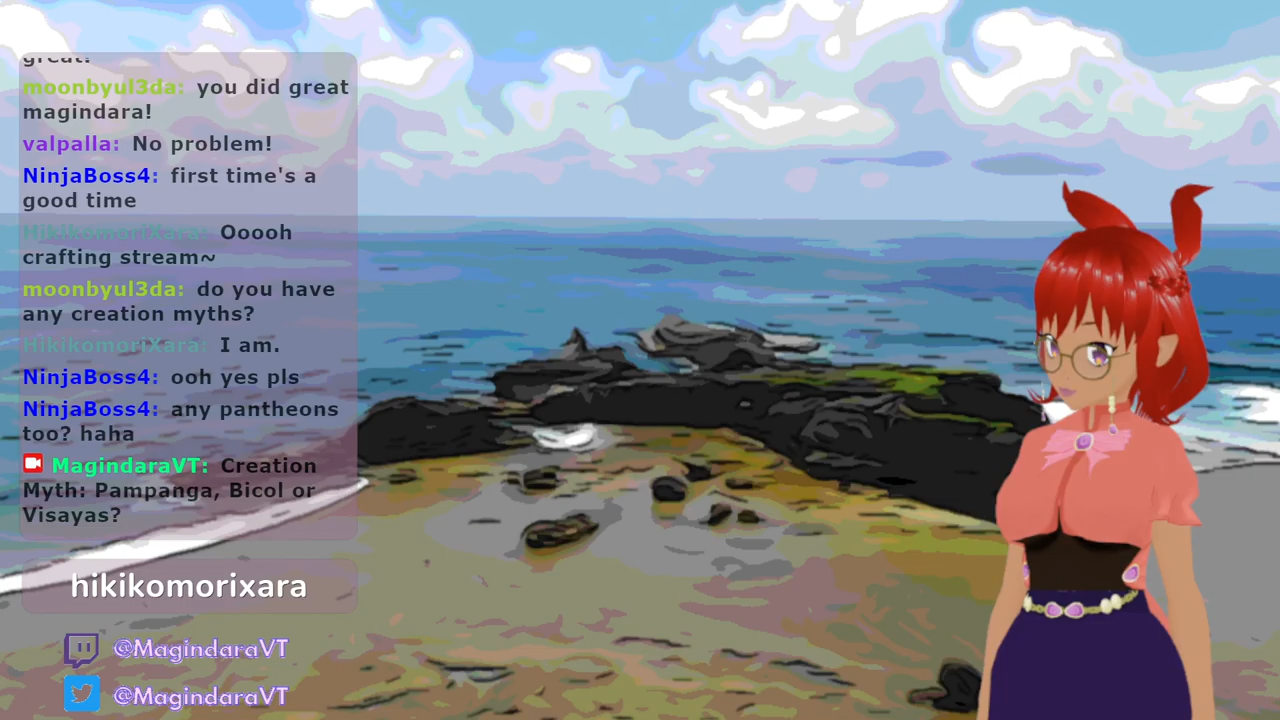 great!
moonbyul3da: you did great
magindara!
valpalla: No problem!
NinjaBoss4: first time's a
good time
HikikomoriXara: Ooooh
crafting stream~
moonbyul3da: do you have
any creation myths?
HikikomoriXara: I am.
NinjaBoss4: ooh yes pls
NinjaBoss4: any pantheons
too? haha
MagindaraVT: Creation
Myth: Pampanga, Bicol or
Visayas?
hikikomorixara
@MagindaraVT
@MagindaraVT